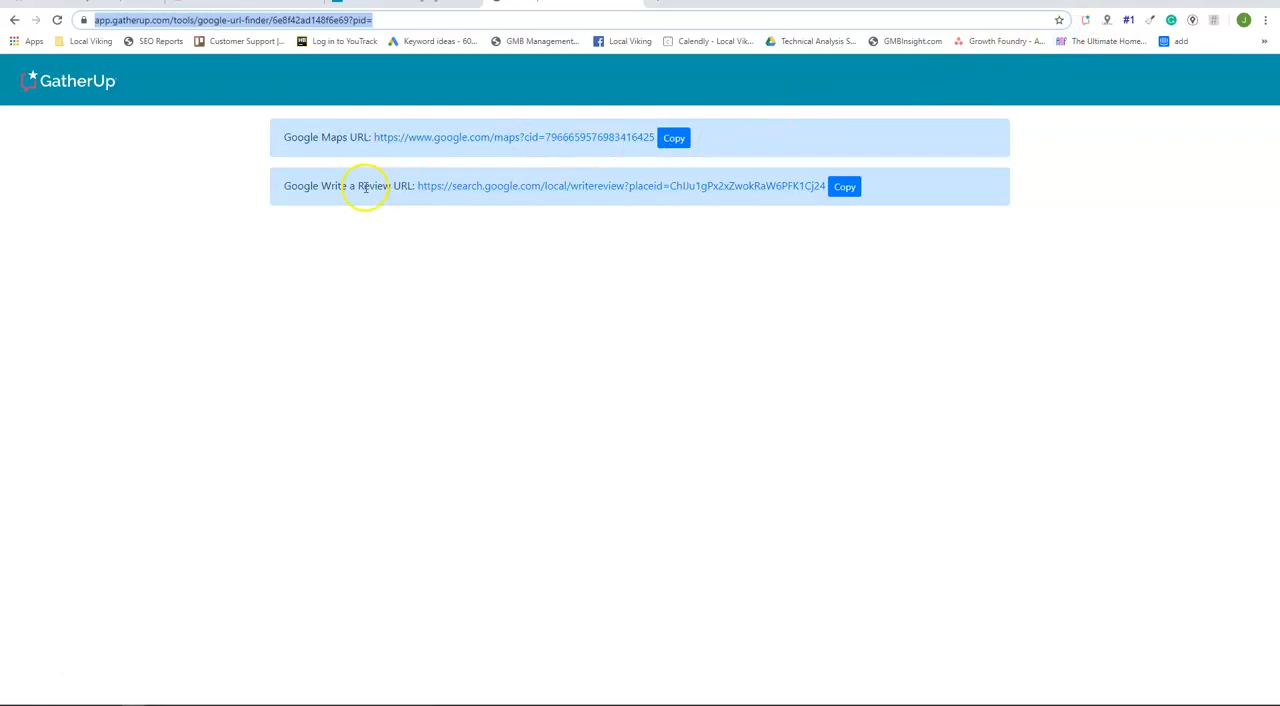 app.gatherup.com/tools/google-url-finder/6e8f42ad148f6e69?pid=
Apps Local Viking SEO Reports Customer Support |... Log in to YouTrack Keyword ideas - 60... GMB Management... Local Viking Calendly - Local Vik... Technical Analysis S... GMBInsight.com Growth Foundry - A... The Ultimate Home... add »
#1
J
GatherUp
Google Maps URL: https://www.google.com/maps?cid=7966659576983416425 Copy
Google Write a Review URL: https://search.google.com/local/writereview?placeid=ChIJu1gPx2xZwokRaW6PFK1Cj24 Copy